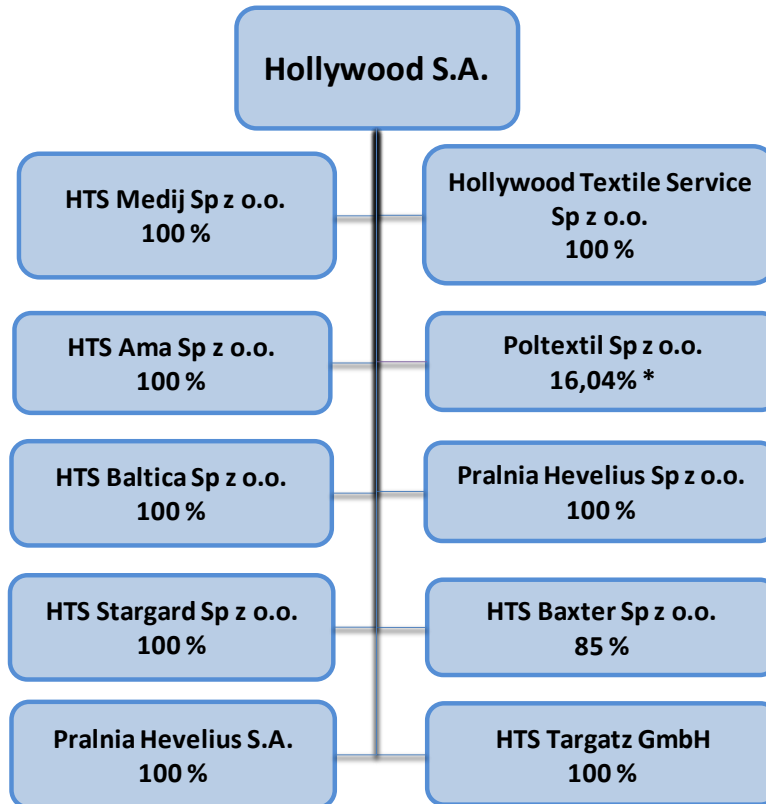 Hollywood S.A.
HTS Medij Sp z o.o.
100 %
Hollywood Textile Service
Sp z o.o.
100 %
HTS Ama Sp z o.o.
100 %
Poltextil Sp z o.o.
16,04% *
HTS Baltica Sp z o.o.
100 %
Pralnia Hevelius Sp z o.o.
100 %
HTS Stargard Sp z o.o.
100 %
HTS Baxter Sp z o.o.
85 %
Pralnia Hevelius S.A.
100 %
HTS Targatz GmbH
100 %